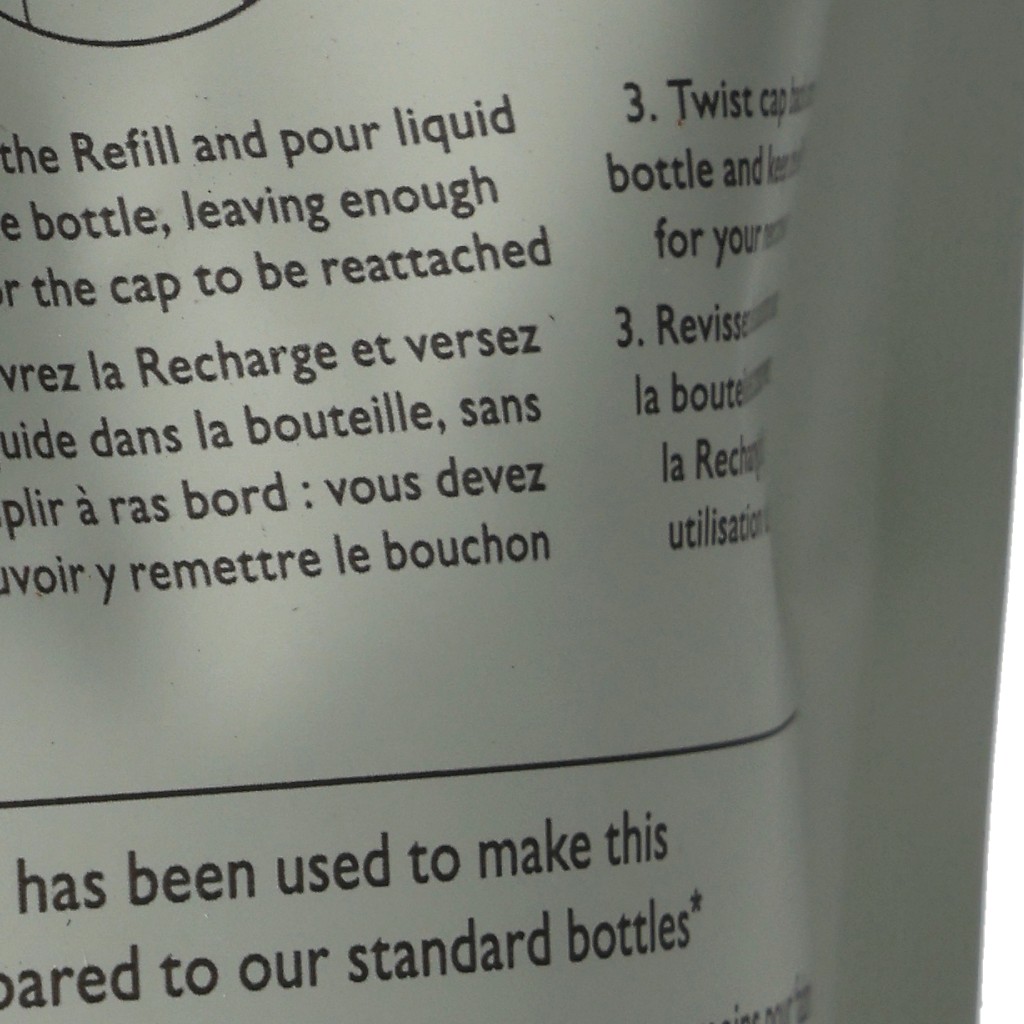 the Refill and pour liquid
e bottle, leaving enough
r the cap to be reattached
vrez la Recharge et versez
uide dans la bouteille, sans
plir à ras bord : vous devez
uvoir y remettre le bouchon
3. Twist cap
bottle and
for your
3. Revisse
la boute
la Rech
utilisation
has been used to make this
pared to our standard bottles*